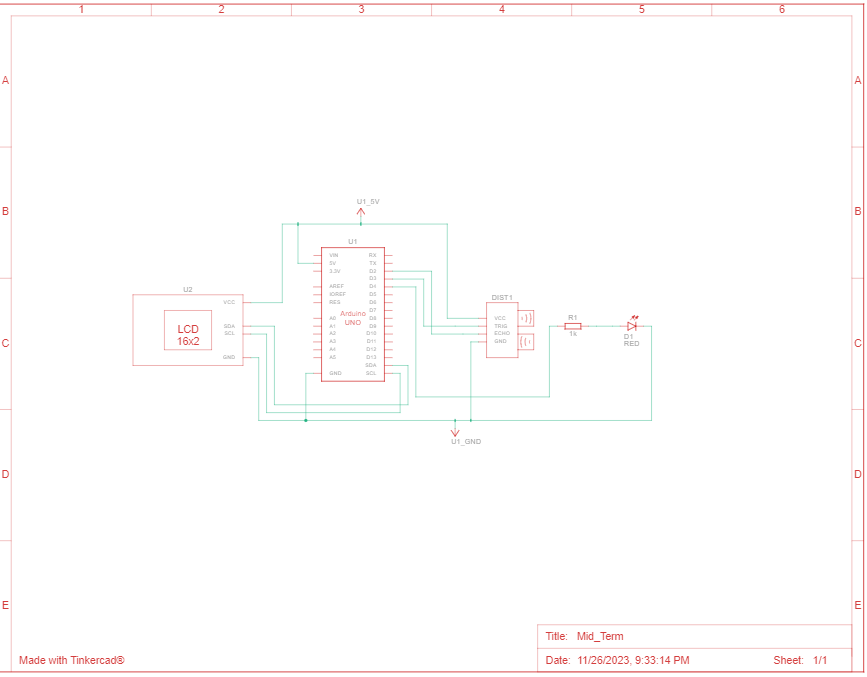 1 2 3 4 5 6
A A
U1_5V
B B
U1
VIN RX
5V TX
3.3V D2
D3
AREF D4
IOREF D5
RES D6
D7
A0 D8
A1 D9
A2 D10
A3 D11
A4 D12
A5 D13
SDA
GND SCL
Arduino
UNO
U2
VCC
SDA
SCL
GND
LCD
16x2
DIST1
VCC
TRIG
ECHO
GND
R1
1k
D1
RED
C C
U1_GND
D D
E E
Title: Mid_Term
Made with Tinkercad®
Date: 11/26/2023, 9:33:14 PM Sheet: 1/1